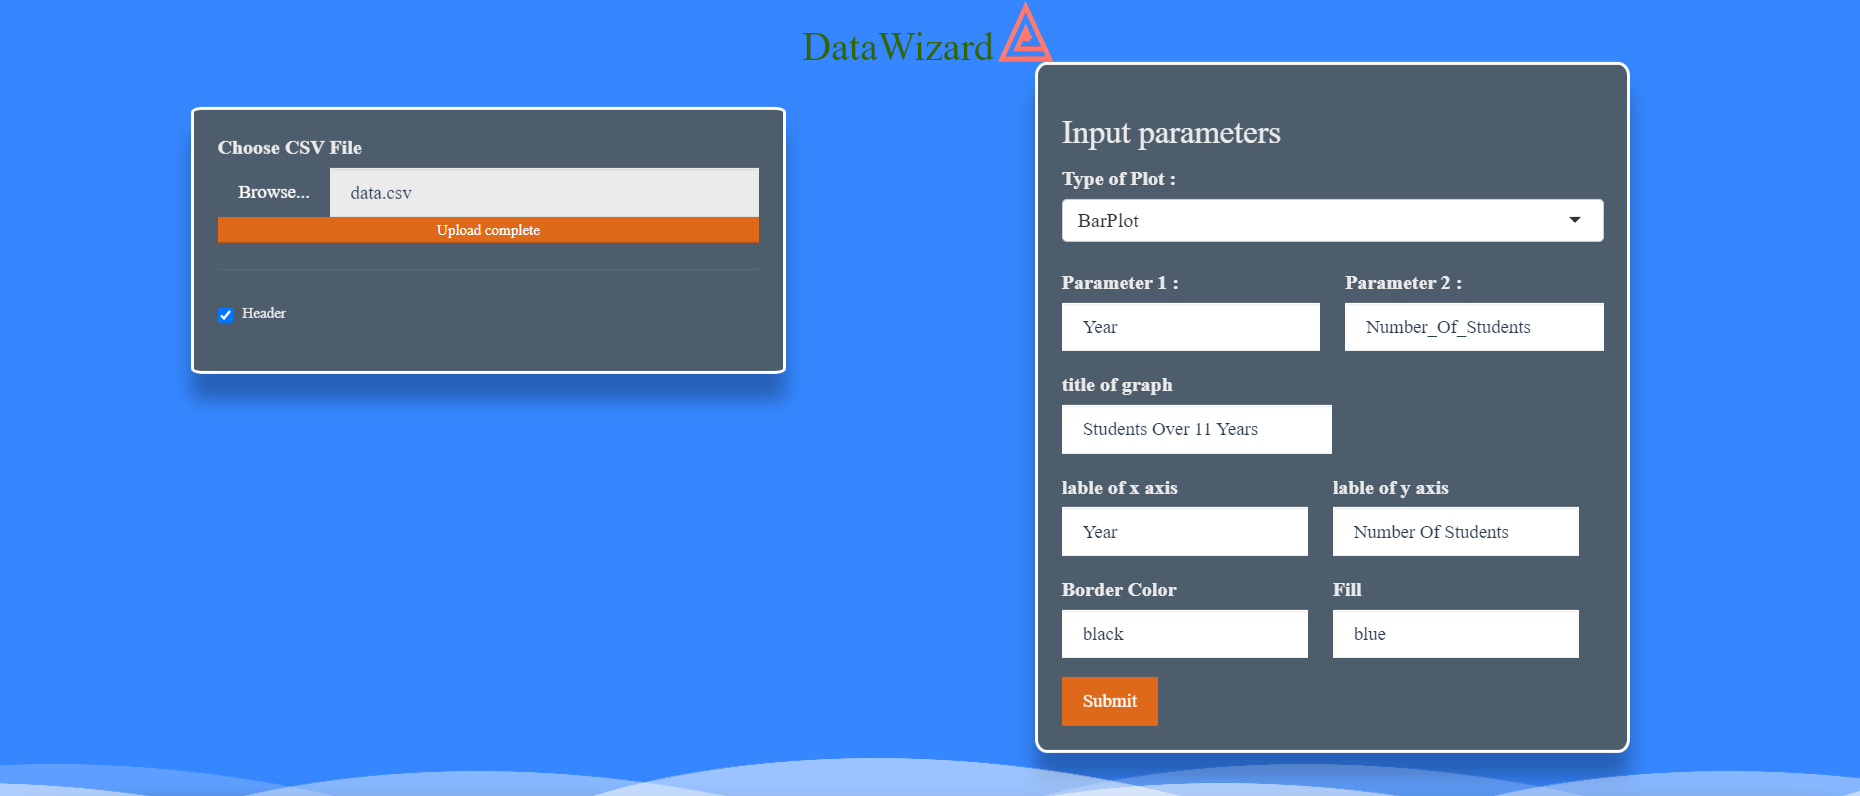 DataWizard
Choose CSV File
Browse...
data.csv
Upload complete
Header
Input parameters
Type of Plot :
BarPlot
Parameter 1 :
Parameter 2 :
Year
Number_Of_Students
title of graph
Students Over 11 Years
lable of x axis
lable of y axis
Year
Number Of Students
Border Color
Fill
black
blue
Submit